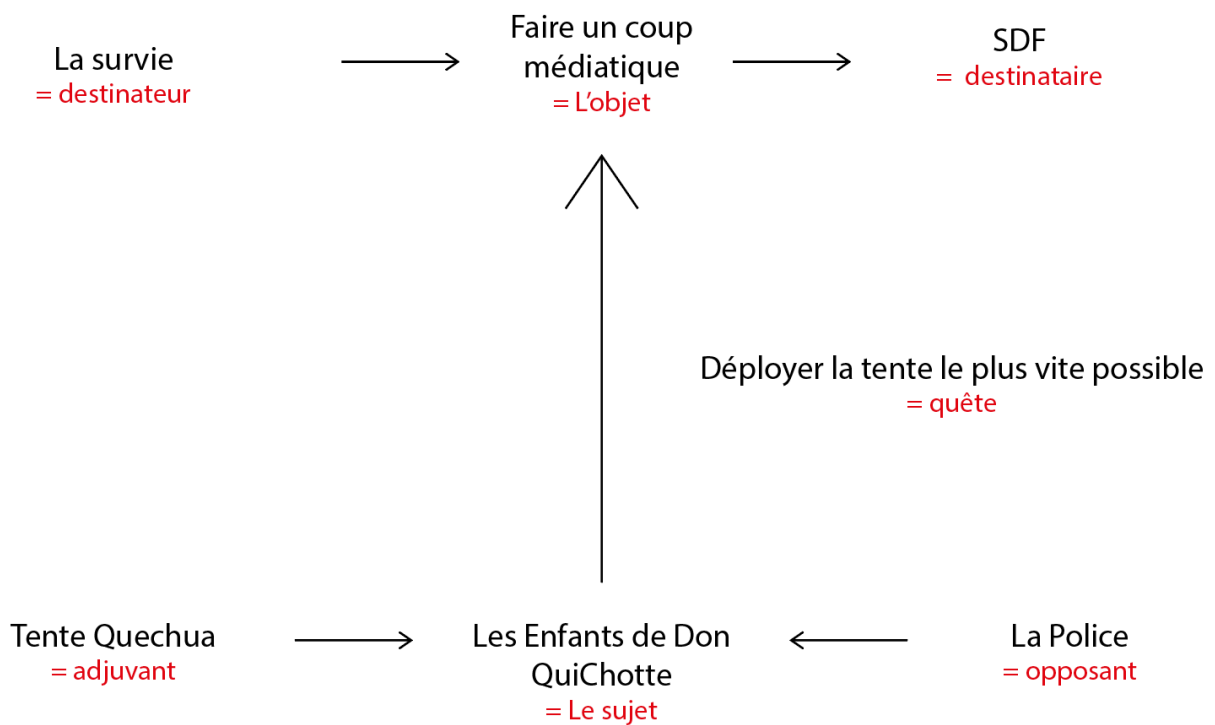 La survie
= destinateur
Faire un coup
médiatique
= L'objet
SDF
= destinataire
Déployer la tente le plus vite possible
= quête
Tente Quechua
= adjuvant
Les Enfants de Don
QuiChotte
= Le sujet
La Police
= opposant